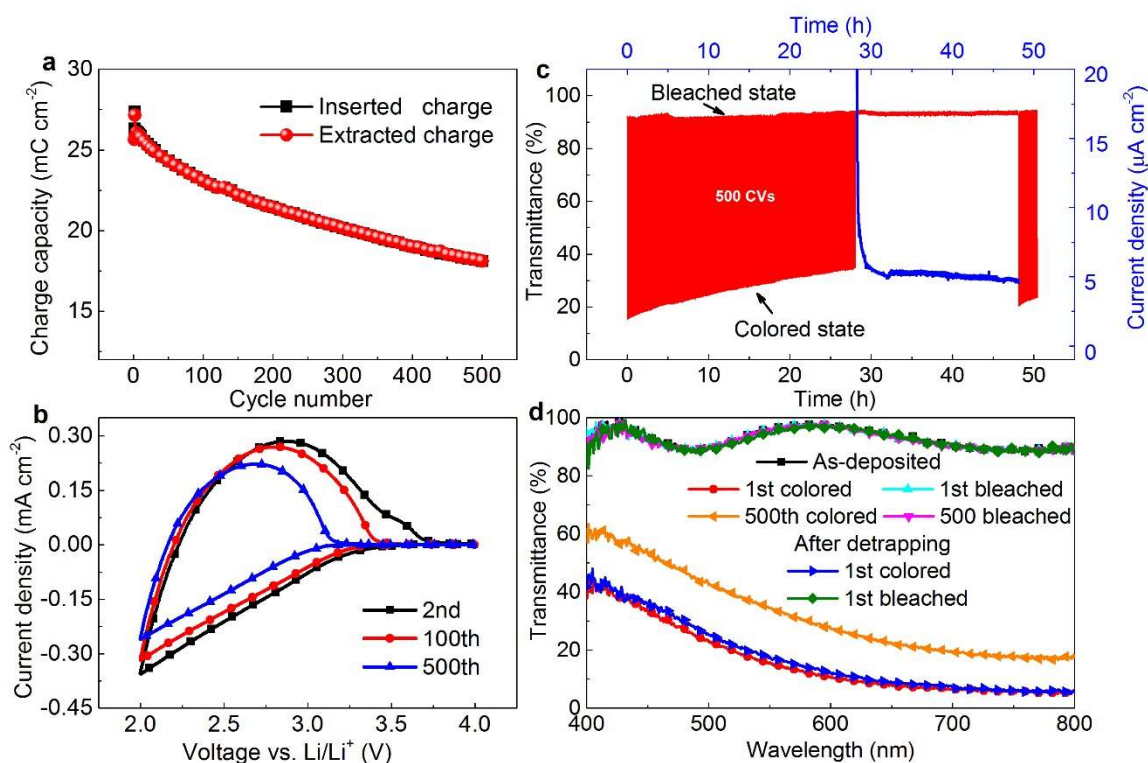 a
30
25
20
15
Charge capacity (mC cm⁻²)
Inserted charge
Extracted charge
0 100 200 300 400 500
Cycle number
Time (h)
0 10 20 30 40 50
c
100
80
60
40
20
0
Transmittance (%)
Bleached state
500 CVs
Colored state
20
15
10
5
0
Current density (μA cm⁻²)
0 10 20 30 40 50
Time (h)
b
0.30
0.15
0.00
-0.15
-0.30
-0.45
Current density (mA cm⁻²)
2nd
100th
500th
2.0 2.5 3.0 3.5 4.0
Voltage vs. Li/Li⁺ (V)
d
100
80
60
40
20
0
Transmittance (%)
As-deposited
1st colored 1st bleached
500th colored 500 bleached
After detrapping
1st colored
1st bleached
400 500 600 700 800
Wavelength (nm)